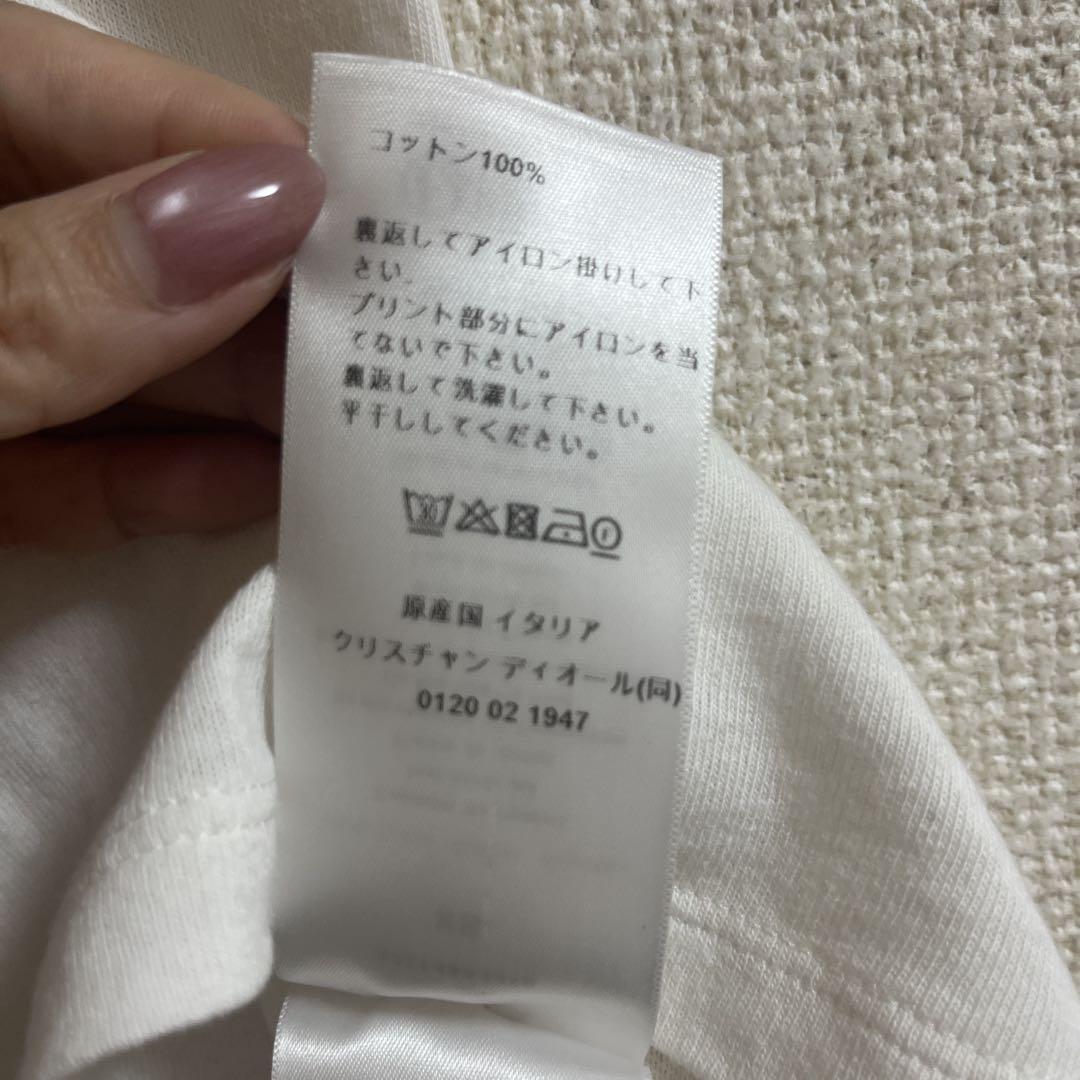 コットン100%
裏返してアイロン掛けして下
さい.
プリント部分にアイロンを当
てないで下さい。
裏返して洗濯して下さい。
平干ししてください。
30
原産国 イタリア
クリスチャン ディオール(同)
0120 02 1947